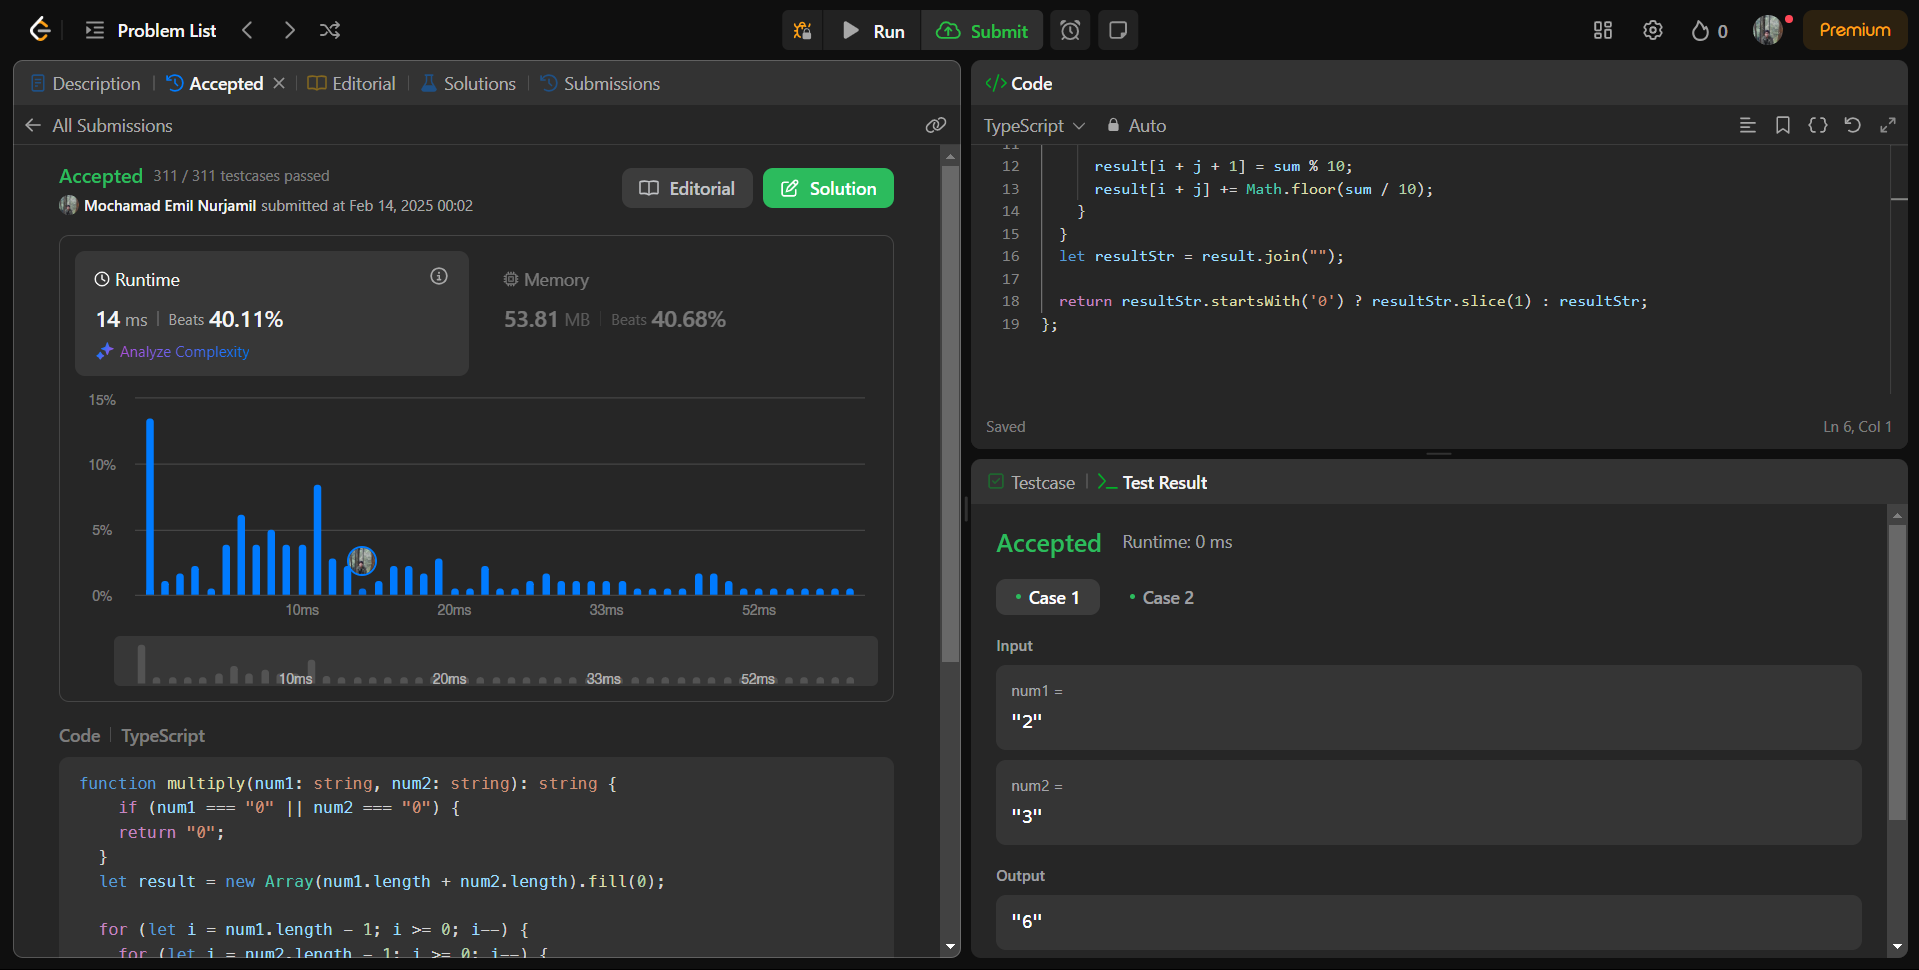 Problem List
Run
Submit
0
Premium
Description
Accepted
Editorial
Solutions
Submissions
All Submissions
Accepted 311 / 311 testcases passed
Mochamad Emil Nurjamil submitted at Feb 14, 2025 00:02
Editorial
Solution
Runtime
14 ms | Beats 40.11%
Analyze Complexity
Memory
53.81 MB | Beats 40.68%
15%
10%
5%
0%
10ms 20ms 33ms 52ms
10ms 20ms 33ms 52ms
Code | TypeScript
function multiply(num1: string, num2: string): string {
if (num1 === "0" || num2 === "0") {
return "0";
}
let result = new Array(num1.length + num2.length).fill(0);
for (let i = num1.length - 1; i >= 0; i--) {
for (let j = num2.length - 1; j >= 0; j--) {
</> Code
TypeScript
Auto
11
12 result[i + j + 1] = sum % 10;
13 result[i + j] += Math.floor(sum / 10);
14 }
15 }
16 let resultStr = result.join("");
17
18 return resultStr.startsWith('0') ? resultStr.slice(1) : resultStr;
19 };
Saved
Ln 6, Col 1
Testcase
Test Result
Accepted Runtime: 0 ms
• Case 1
• Case 2
Input
num1 =
"2"
num2 =
"3"
Output
"6"